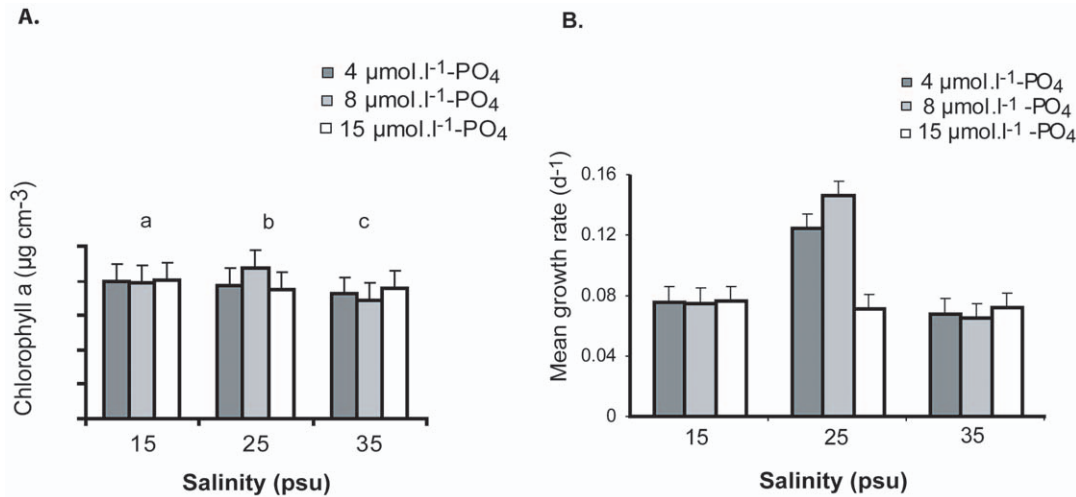 A.
4 µmol.l-1-PO4
8 µmol.l-1-PO4
15 µmol.l-1-PO4
Chlorophyll a (µg cm-3)
a b c
15 25 35
Salinity (psu)
B.
4 µmol.l-1-PO4
8 µmol.l-1 -PO4
15 µmol.l-1 -PO4
Mean growth rate (d-1)
0.16
0.12
0.08
0.04
0
15 25 35
Salinity (psu)